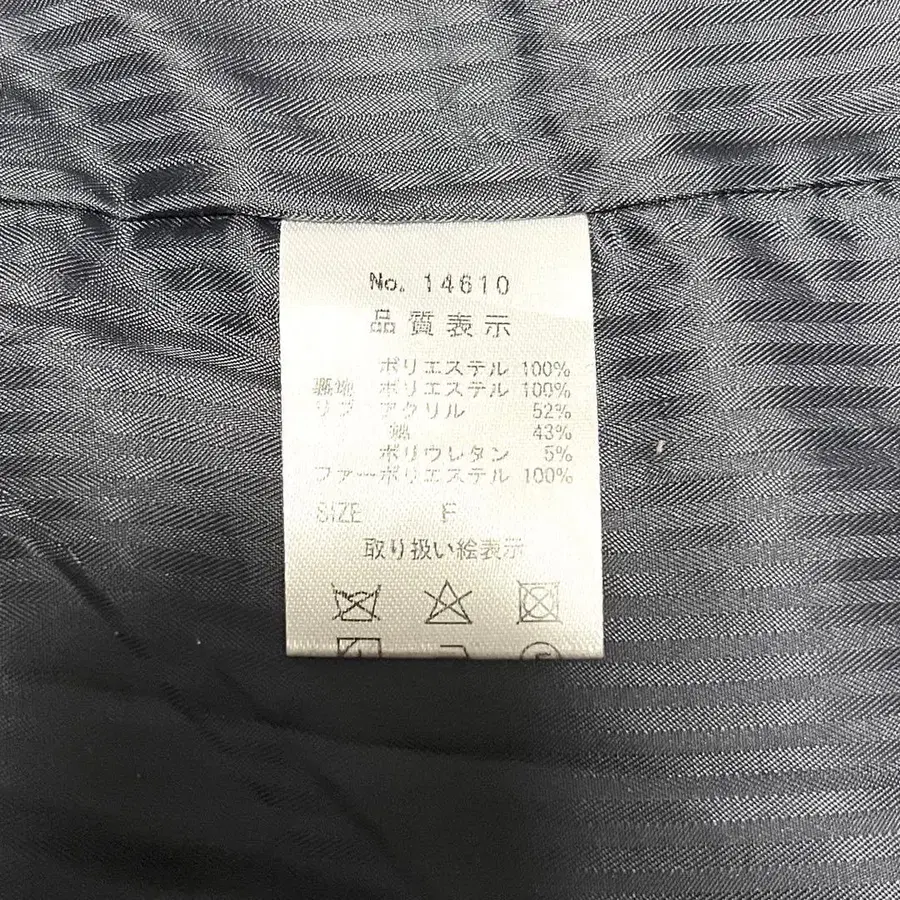 No. 14610
品質表示
ポリエステル 100%
ポリエステル 100%
リブ アクリル 52%
綿 43%
ポリウレタン 5%
ファーポリエステル 100%
SIZE F
取り扱い絵表示